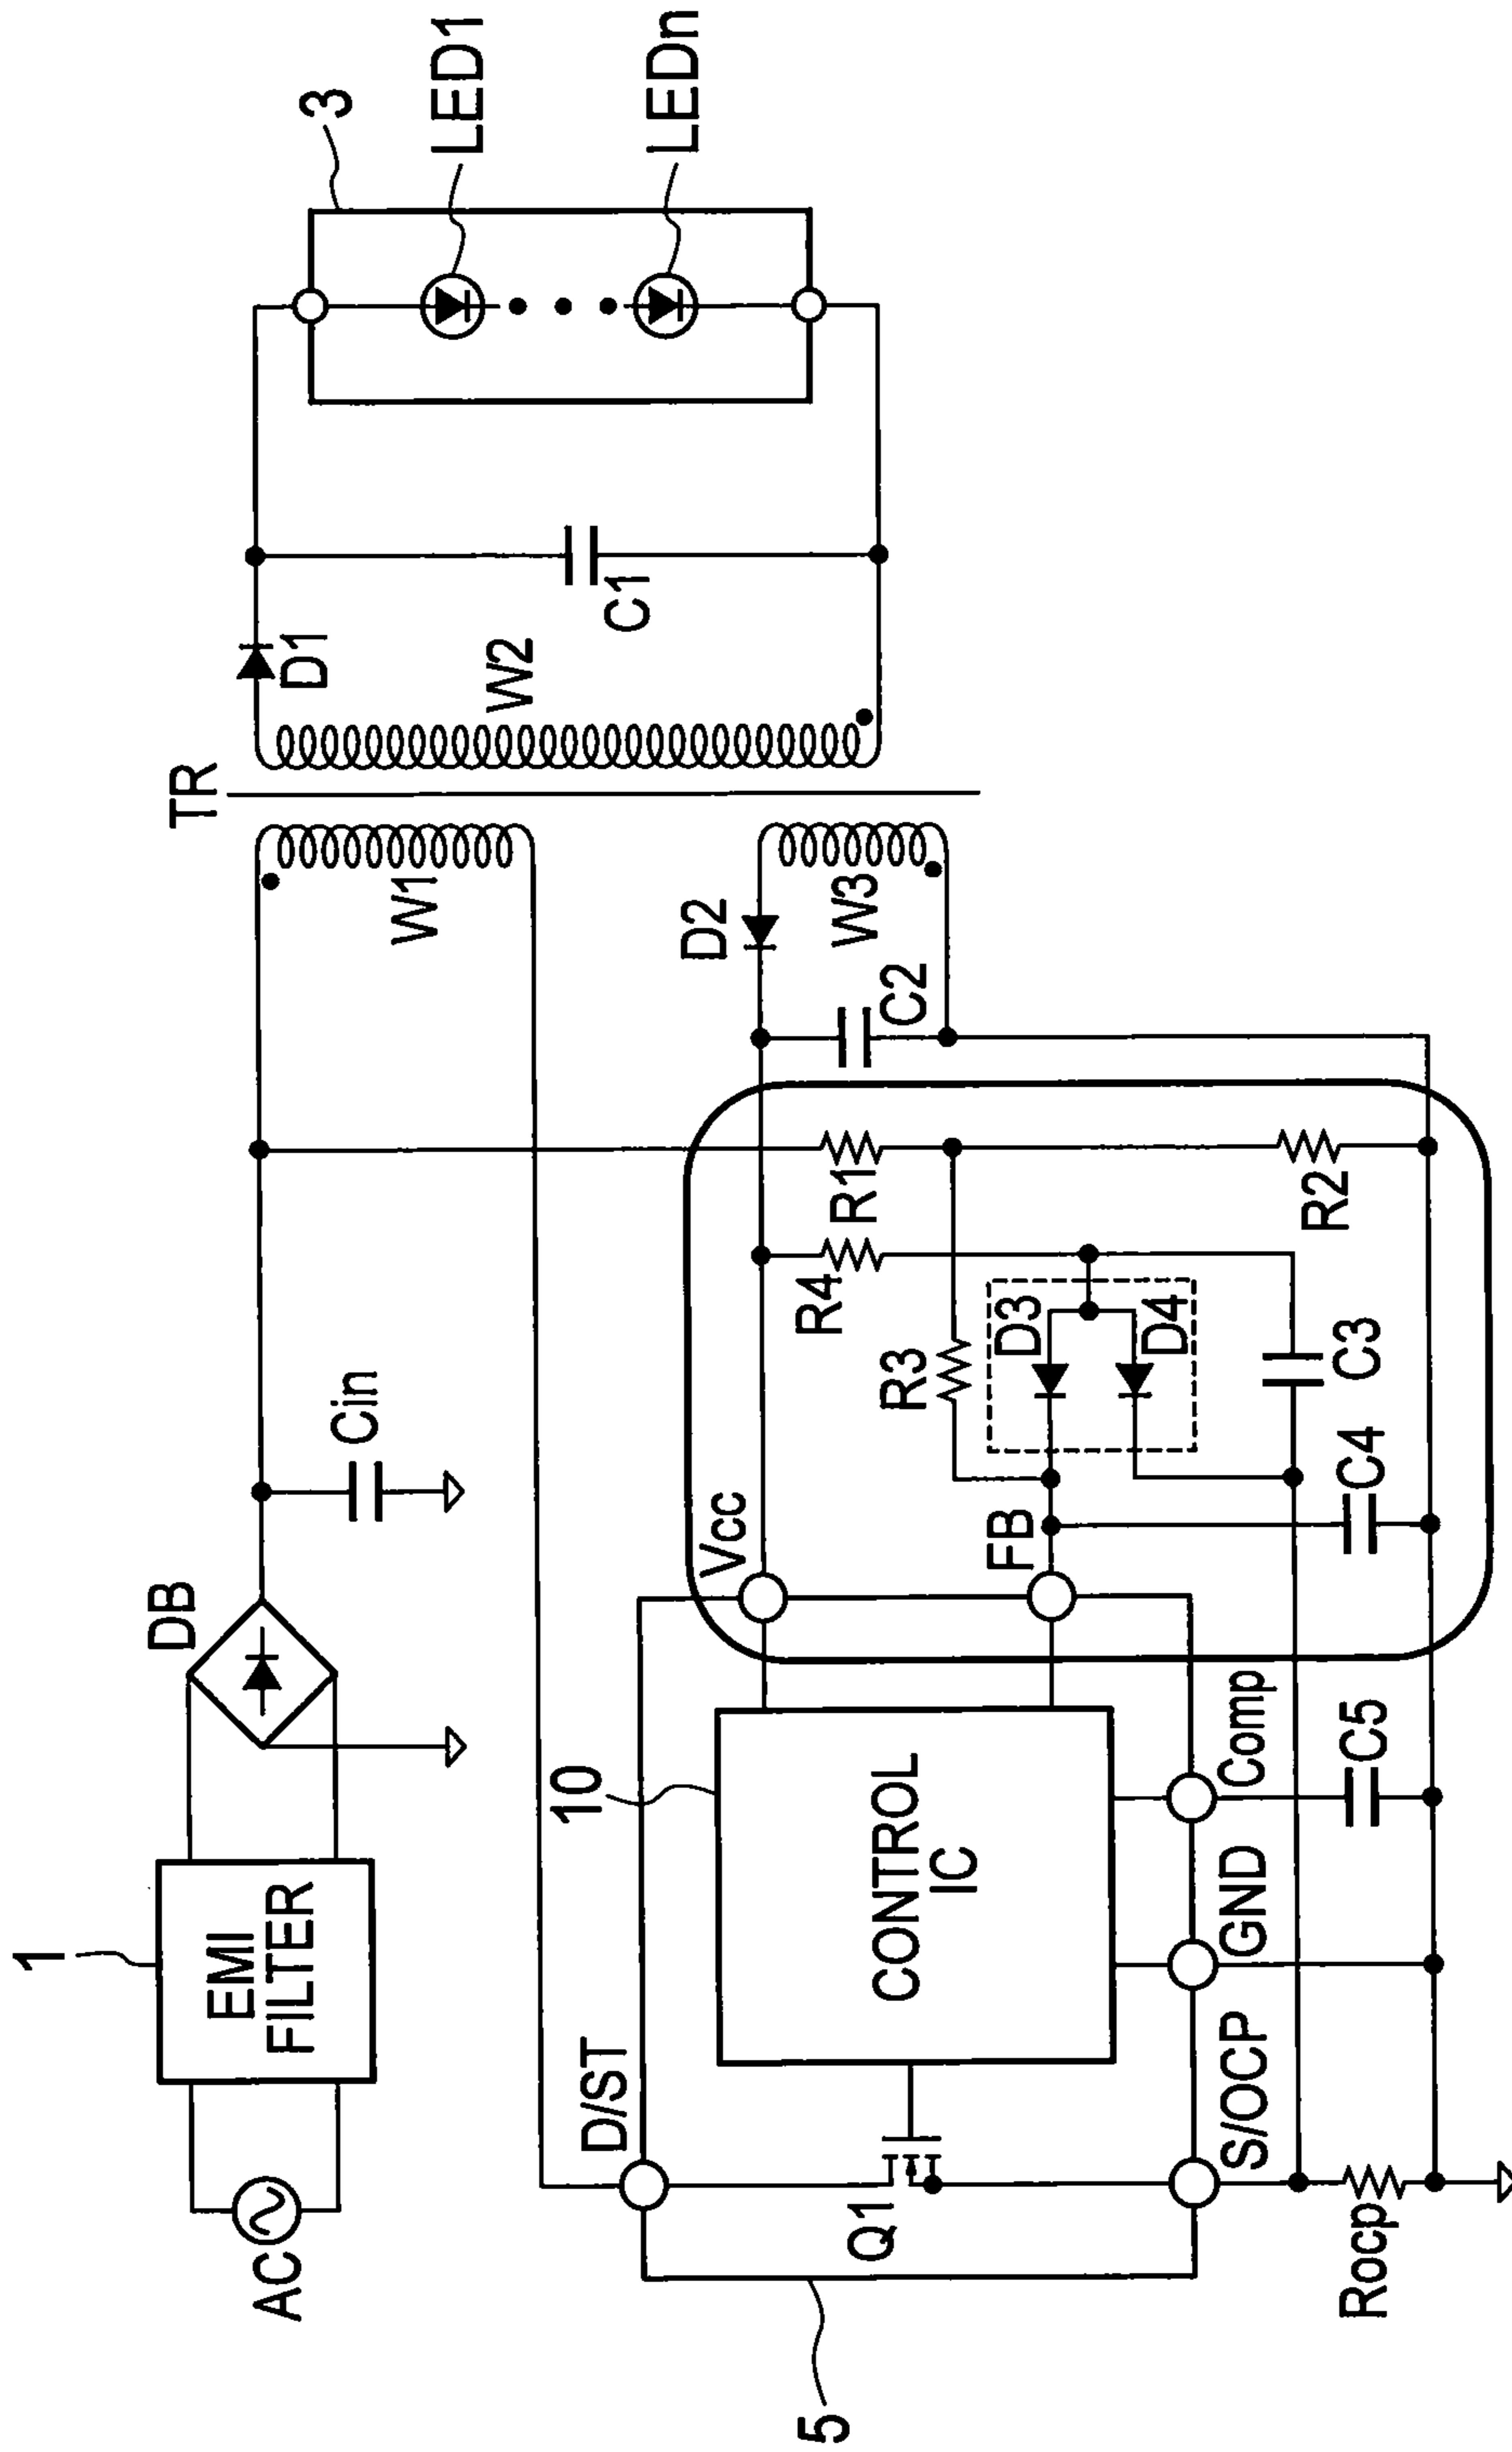 1
EMI
FILTER
AC
DB
Cin
TR
W1
W2
D1
C1
3
LED1
LEDn
D2
W3
C2
D/ST
10
Vcc
CONTROL
IC
Q1
5
FB
R4
R1
R3
D3
D4
R2
C3
C4
S/OCP
GND
Comp
C5
Rocp